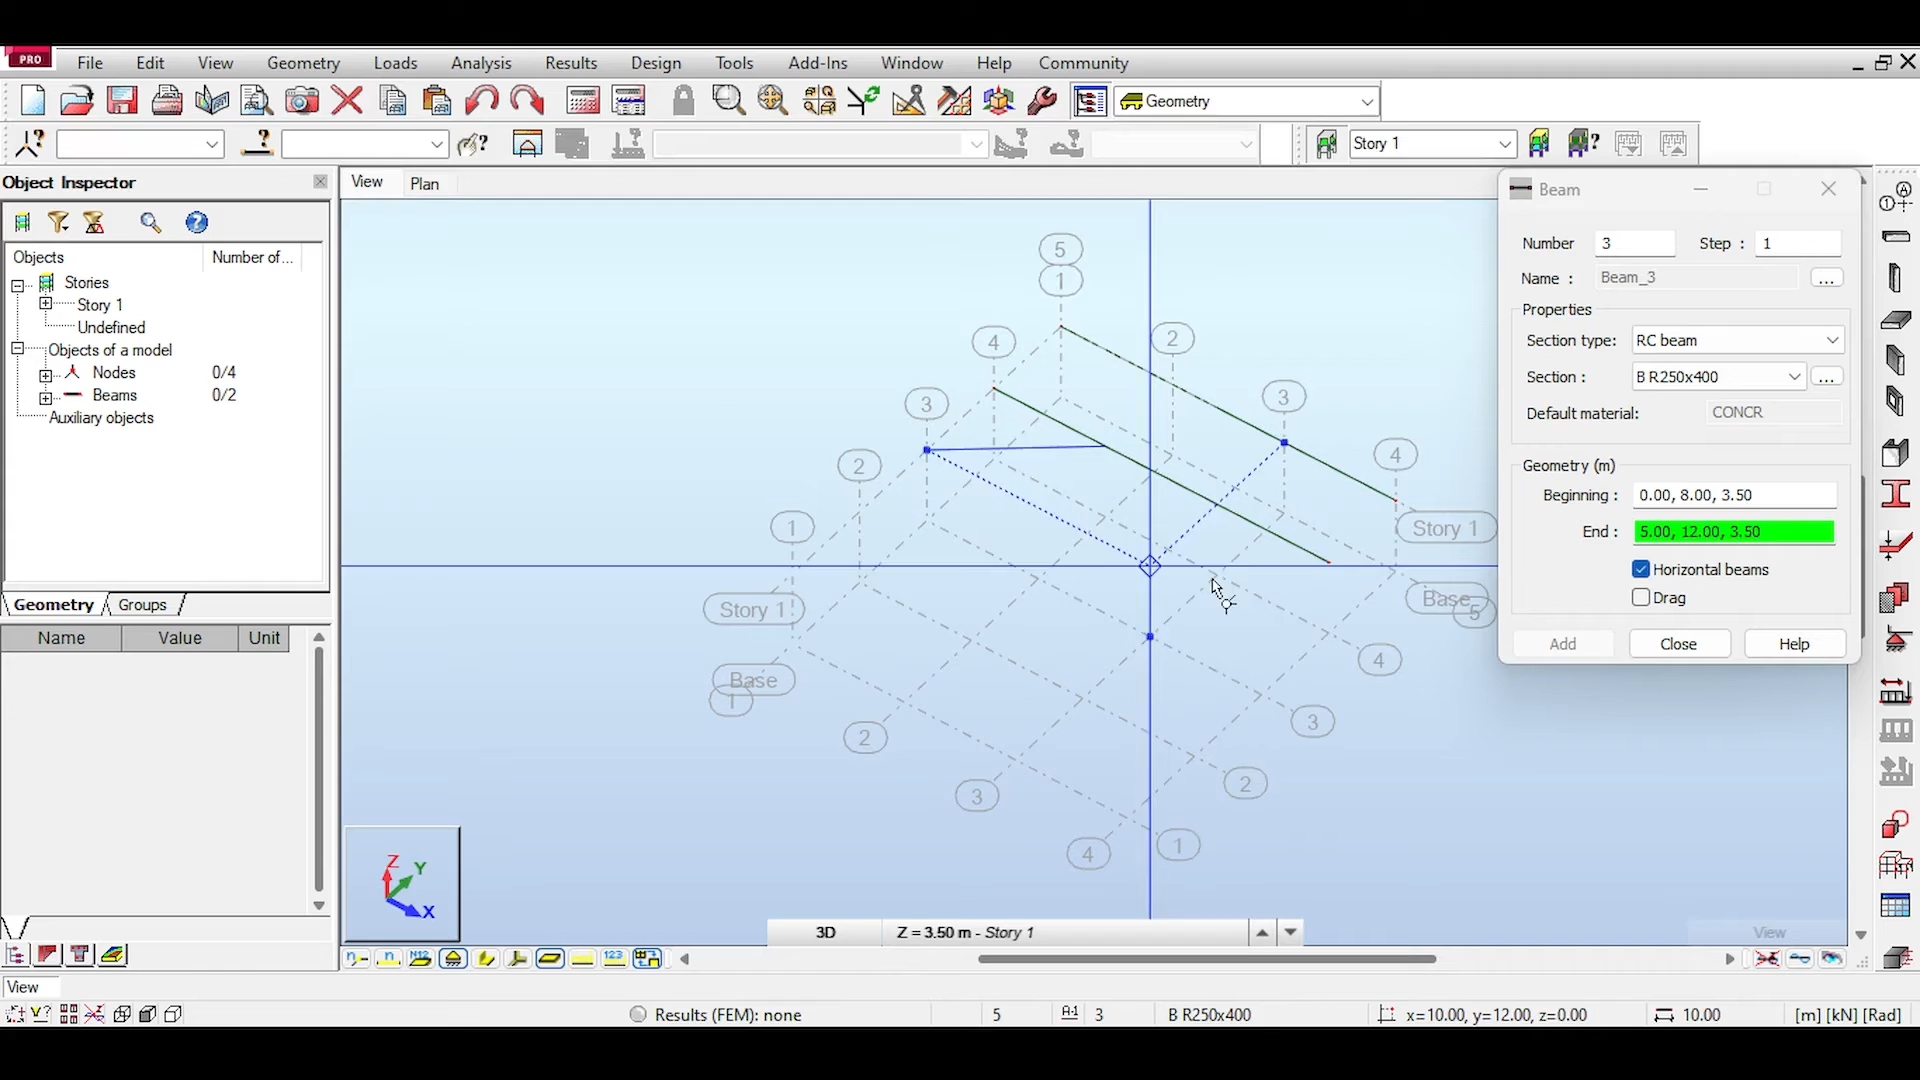 PRO File Edit View Geometry Loads Analysis Results Design Tools Add-Ins Window Help Community
Geometry
Story 1
Object Inspector
View Plan
Objects Number of...
Stories
Story 1
Undefined
Objects of a model
Nodes 0/4
Beams 0/2
Auxiliary objects
Geometry Groups
Name Value Unit
5
1
4
2
3
3
2
4
1
Story 1
Story 1
Base
5
Base
1
4
2
3
3
2
4
1
Z
Y
X
3D Z = 3.50 m - Story 1
View
Beam
Number 3 Step : 1
Name : Beam_3 ...
Properties
Section type: RC beam
Section : B R250x400 ...
Default material: CONCR
Geometry (m)
Beginning : 0.00, 8.00, 3.50
End : 5.00, 12.00, 3.50
Horizontal beams
Drag
Add Close Help
View
Results (FEM): none 5 3 B R250x400 x=10.00, y=12.00, z=0.00 10.00 [m] [kN] [Rad]